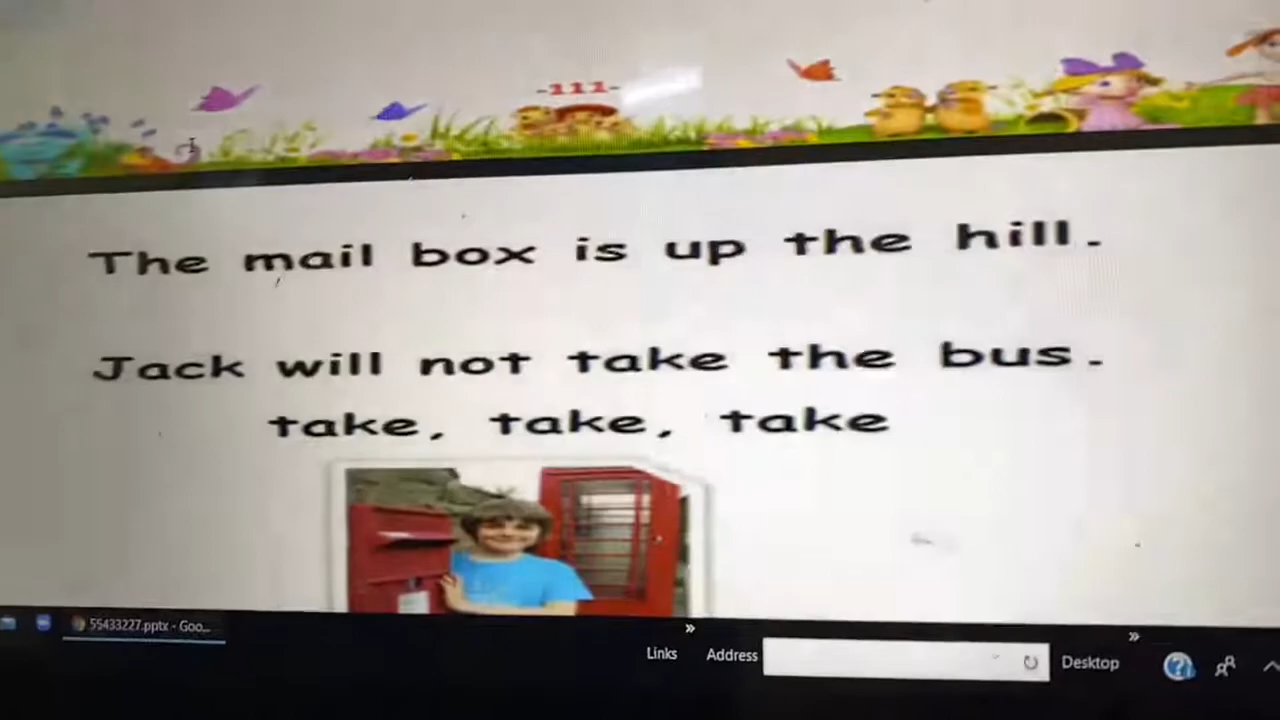 -111-
The mail box is up the hill.
Jack will not take the bus.
take, take, take
55433227.pptx - Goo...
Links Address Desktop